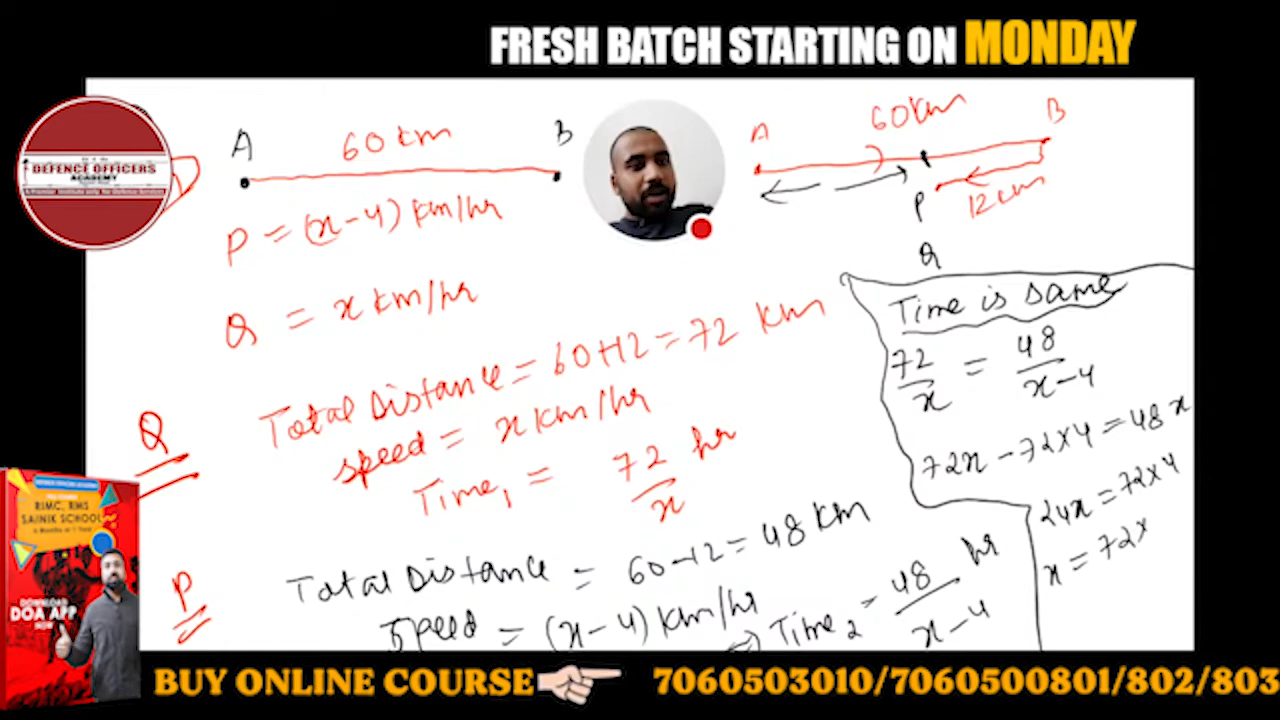 FRESH BATCH STARTING ON MONDAY
DEFENCE OFFICERS
ACADEMY
A 60 km B
P = (x-4) km/hr
Q = x km/hr
Q
Total Distance = 60+12 = 72 km
speed = x km/hr
Time₁ = 72/x hr
P
Total Distance = 60-12 = 48 km
Speed = (x-4) km/hr
⇒ Time₂ = 48/x-4 hr
A 60km B
P 12cm
Q
Time is same
72/x = 48/x-4
72x - 72×4 = 48x
24x = 72×4
x = 72×
RIMC, RMS
SAINIK SCHOOL
DOWNLOAD
DOA APP
NOW
BUY ONLINE COURSE 7060503010/7060500801/802/803